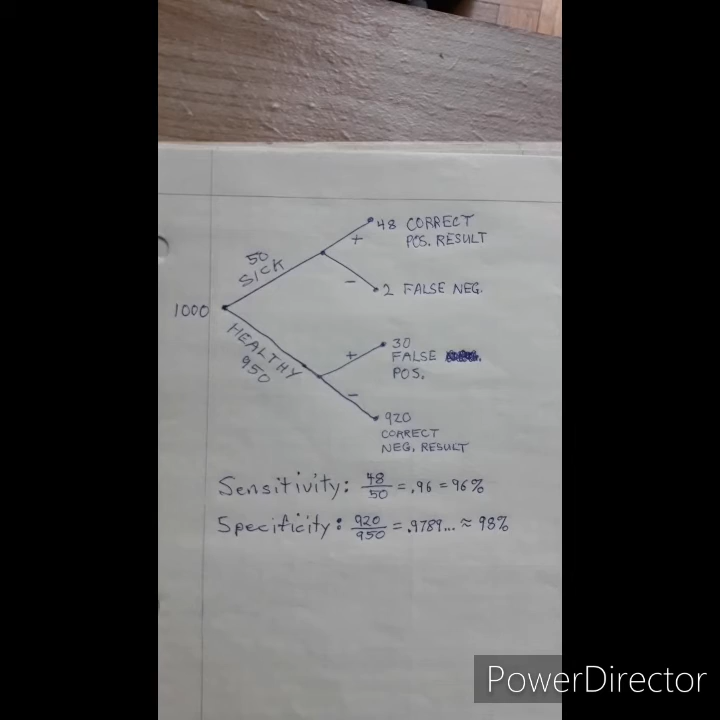 48 CORRECT
POS. RESULT
50
SICK
+
-
2 FALSE NEG.
1000
HEALTHY
950
+
-
30
FALSE
POS.
920
CORRECT
NEG. RESULT
Sensitivity: 48/50 = .96 = 96%
Specificity: 920/950 = .9789... ≈ 98%
PowerDirector